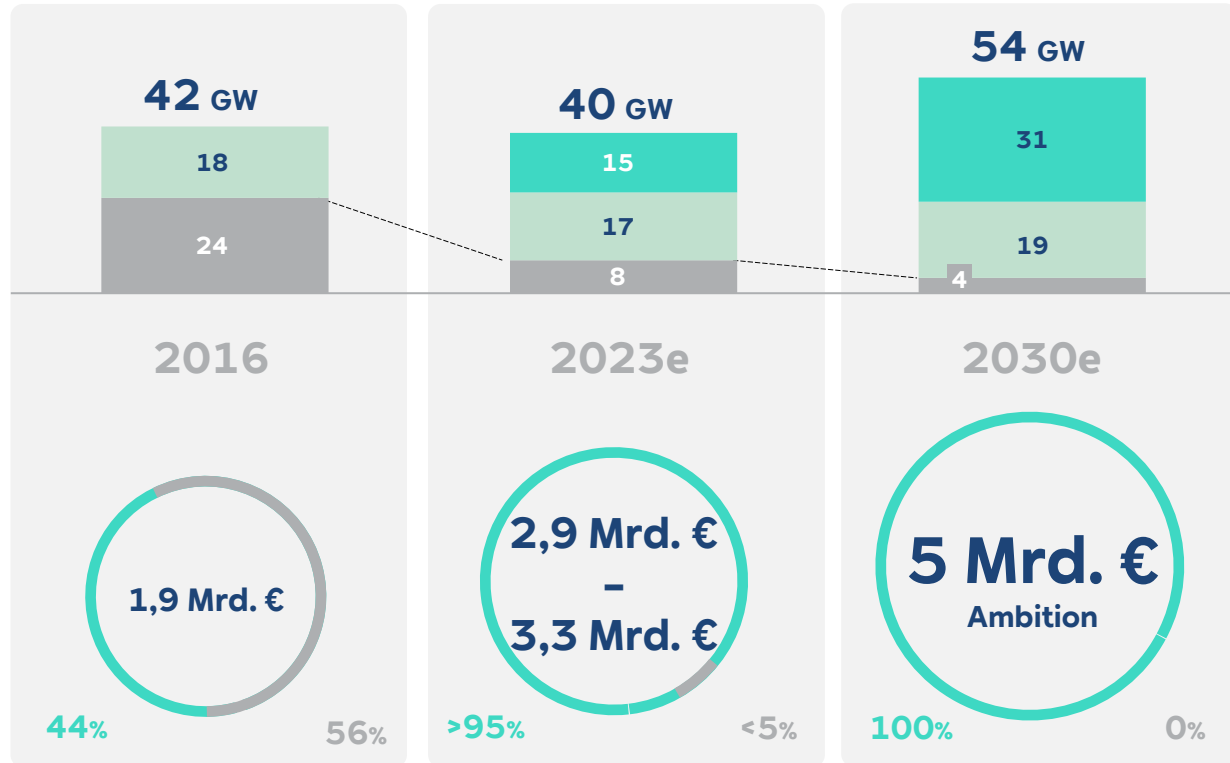 42 GW
18
24
2016
1,9 Mrd. €
44%
56%
40 GW
15
17
8
2023e
2,9 Mrd. €
–
3,3 Mrd. €
>95%
<5%
54 GW
31
19
4
2030e
5 Mrd. €
Ambition
100%
0%